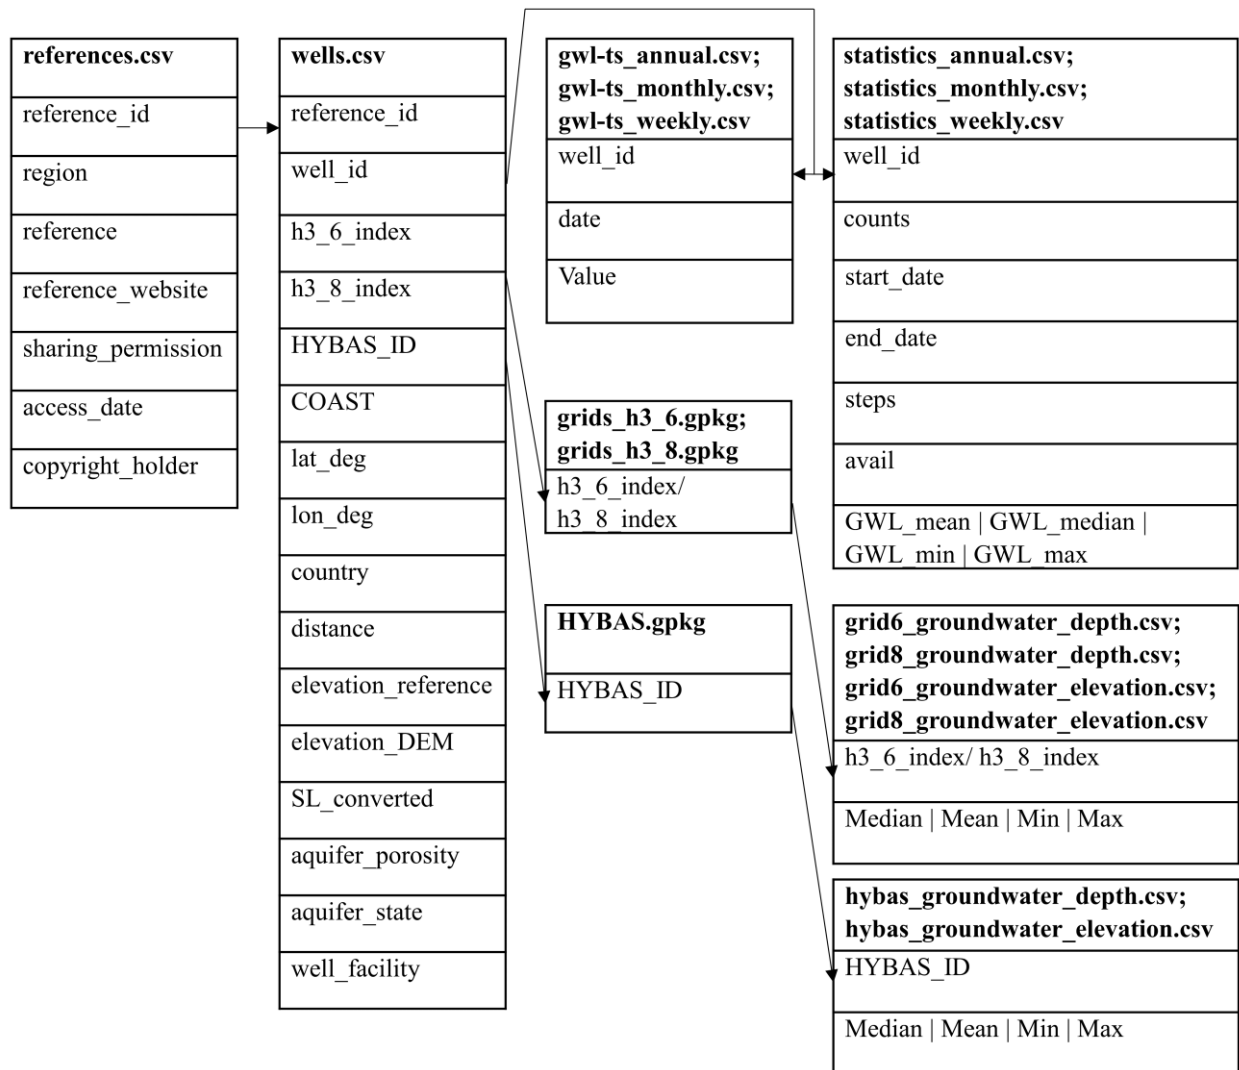 references.csv
reference_id
region
reference
reference_website
sharing_permission
access_date
copyright_holder
wells.csv
reference_id
well_id
h3_6_index
h3_8_index
HYBAS_ID
COAST
lat_deg
lon_deg
country
distance
elevation_reference
elevation_DEM
SL_converted
aquifer_porosity
aquifer_state
well_facility
gwl-ts_annual.csv;
gwl-ts_monthly.csv;
gwl-ts_weekly.csv
well_id
date
Value
grids_h3_6.gpkg;
grids_h3_8.gpkg
h3_6_index/
h3_8_index
HYBAS.gpkg
HYBAS_ID
statistics_annual.csv;
statistics_monthly.csv;
statistics_weekly.csv
well_id
counts
start_date
end_date
steps
avail
GWL_mean | GWL_median |
GWL_min | GWL_max
grid6_groundwater_depth.csv;
grid8_groundwater_depth.csv;
grid6_groundwater_elevation.csv;
grid8_groundwater_elevation.csv
h3_6_index/ h3_8_index
Median | Mean | Min | Max
hybas_groundwater_depth.csv;
hybas_groundwater_elevation.csv
HYBAS_ID
Median | Mean | Min | Max